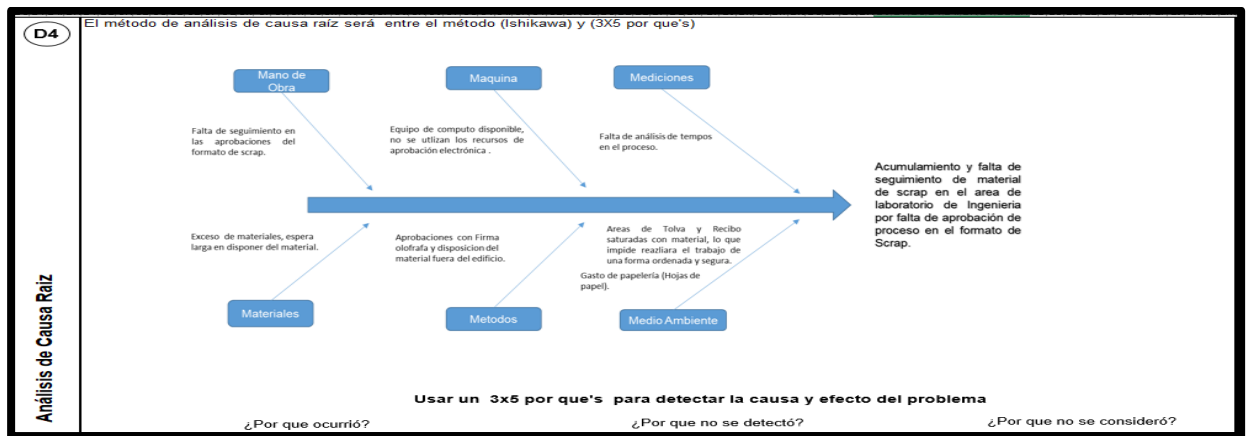 D4
El método de análisis de causa raíz será  entre el método (Ishikawa) y (3X5 por que's)
Mano de
Obra
Maquina
Mediciones
Falta de seguimiento en
las aprobaciones del
formato de scrap.
Equipo de computo disponible,
no se utlizan los recursos de
aprobación electrónica .
Falta de análisis de tempos
en el proceso.
Acumulamiento y falta de
seguimiento de material
de scrap en el area de
laboratorio de Ingenieria
por falta de aprobación de
proceso en el formato de
Scrap.
Exceso de materiales, espera
larga en disponer del material.
Aprobaciones con Firma
olofrafa y disposicion del
material fuera del edificio.
Areas de Tolva y Recibo
saturadas con material, lo que
impide reazliara el trabajo de
una forma ordenada y segura.
Gasto de papelería (Hojas de
papel).
Materiales
Metodos
Medio Ambiente
Análisis de Causa Raiz
Usar un  3x5 por que's  para detectar la causa y efecto del problema
¿Por que ocurrió?
¿Por que no se detectó?
¿Por que no se consideró?